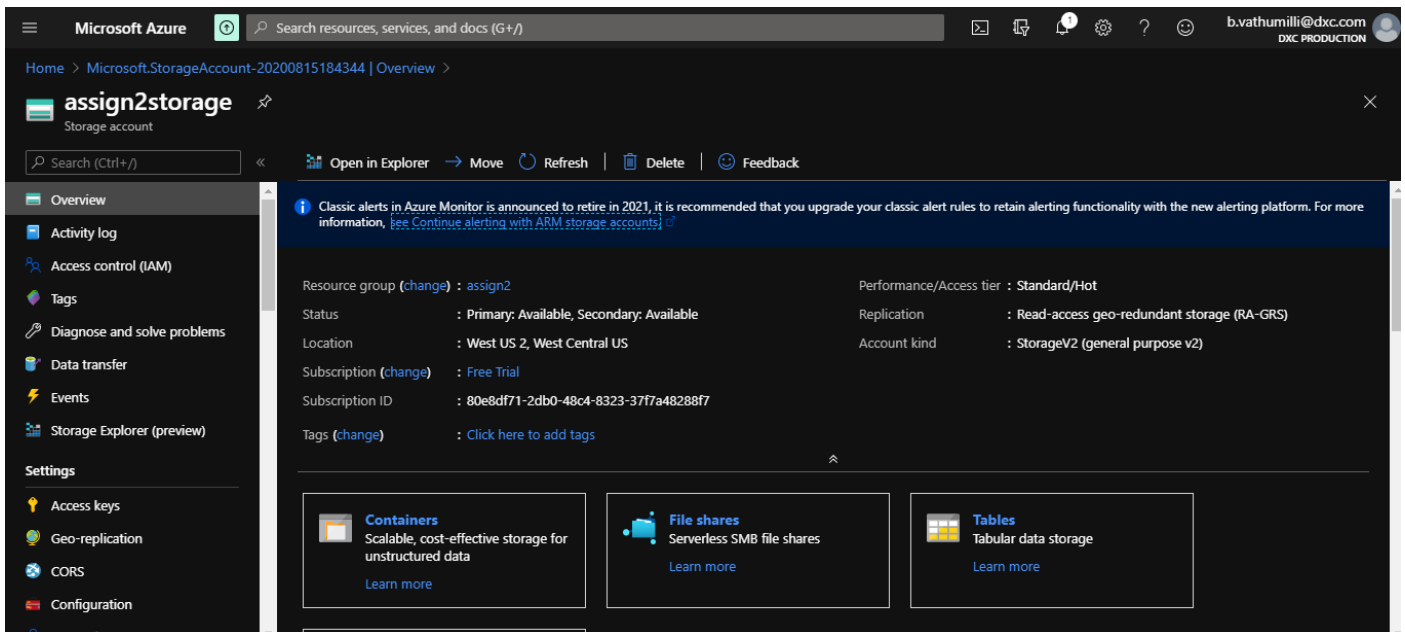 Microsoft Azure
Search resources, services, and docs (G+/)
1
b.vathumilli@dxc.com
DXC PRODUCTION
Home > Microsoft.StorageAccount-20200815184344 | Overview >
assign2storage
Storage account
Search (Ctrl+/)
«
Open in Explorer
Move
Refresh
Delete
Feedback
Overview
Activity log
Access control (IAM)
Tags
Diagnose and solve problems
Data transfer
Events
Storage Explorer (preview)
Settings
Access keys
Geo-replication
CORS
Configuration
Classic alerts in Azure Monitor is announced to retire in 2021, it is recommended that you upgrade your classic alert rules to retain alerting functionality with the new alerting platform. For more
information, see Continue alerting with ARM storage accounts.
Resource group (change) : assign2
Status : Primary: Available, Secondary: Available
Location : West US 2, West Central US
Subscription (change) : Free Trial
Subscription ID : 80e8df71-2db0-48c4-8323-37f7a48288f7
Tags (change) : Click here to add tags
Performance/Access tier : Standard/Hot
Replication : Read-access geo-redundant storage (RA-GRS)
Account kind : StorageV2 (general purpose v2)
Containers
Scalable, cost-effective storage for
unstructured data
Learn more
File shares
Serverless SMB file shares
Learn more
Tables
Tabular data storage
Learn more